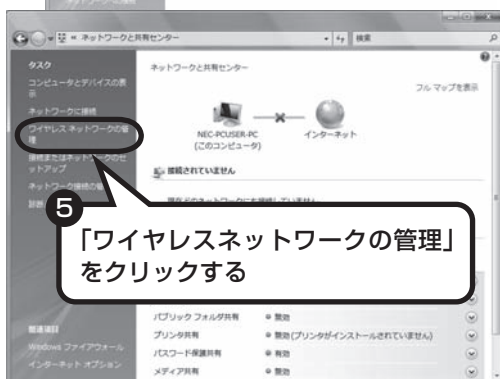 ネットワークと共有センター
検索
タスク
コンピュータとデバイスの表
示
ネットワークに接続
ワイヤレス ネットワークの管
理
接続またはネットワークのセ
ットアップ
ネットワーク接続の管
診断
ネットワークと共有センター
フル マップを表示
NEC-PCUSER-PC
(このコンピュータ)
インターネット
接続されていません
5
「ワイヤレスネットワークの管理」
をクリックする
パブリック フォルダ共有
無効
プリンタ共有
無効(プリンタがインストールされていません)
パスワード保護共有
有効
メディア共有
無効
関連項目
Windows ファイアウォール
インターネット オプション